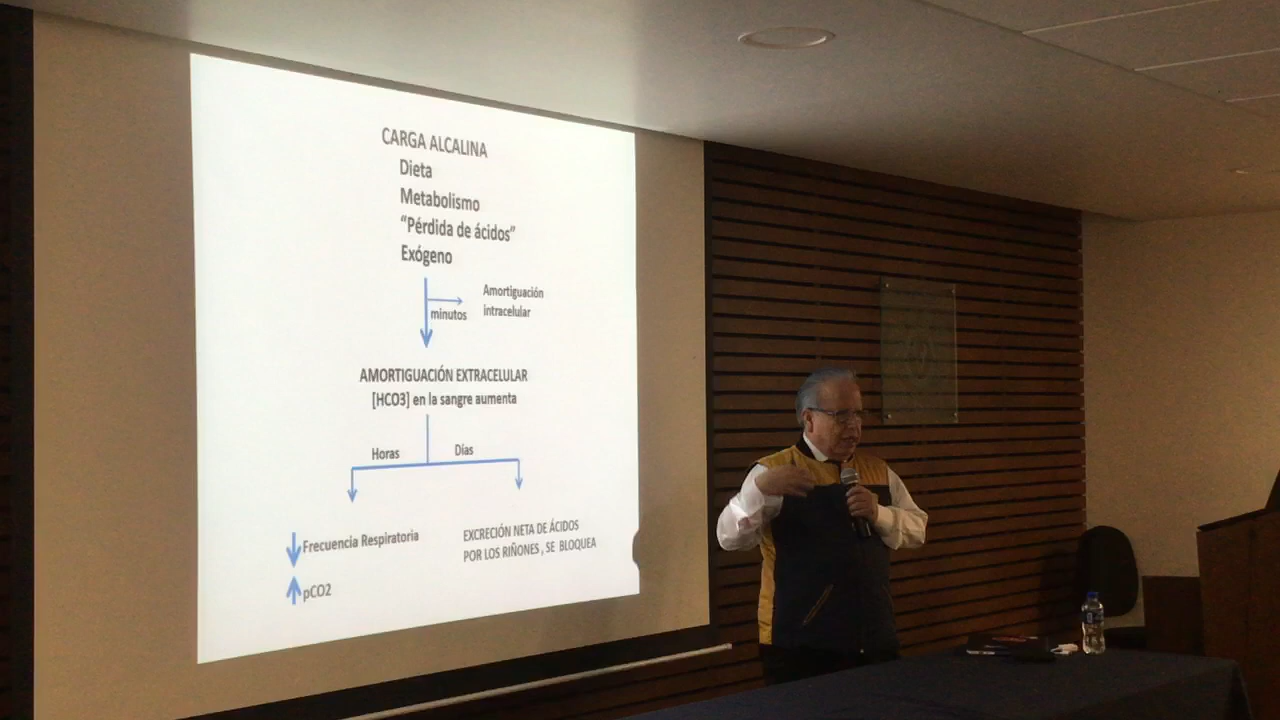 CARGA ALCALINA
Dieta
Metabolismo
“Pérdida de ácidos”
Exógeno
minutos
Amortiguación
intracelular
AMORTIGUACIÓN EXTRACELULAR
[HCO3] en la sangre aumenta
Horas
Días
Frecuencia Respiratoria
pCO2
EXCRECIÓN NETA DE ÁCIDOS
POR LOS RIÑONES , SE BLOQUEA